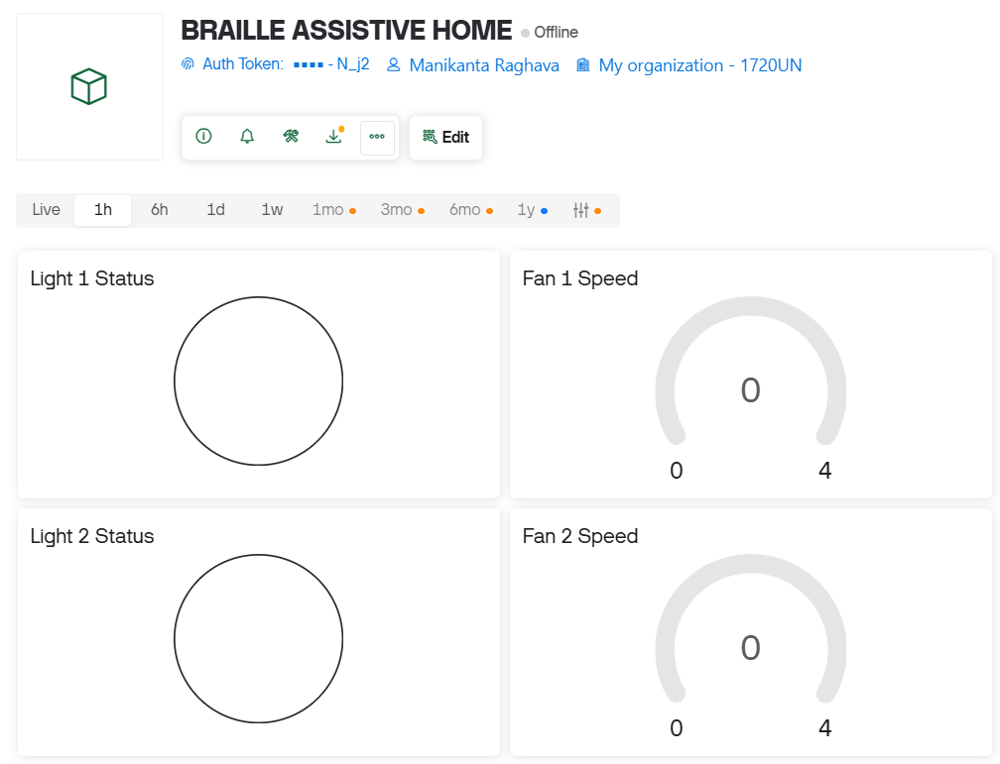 BRAILLE ASSISTIVE HOME Offline
Auth Token: ▪▪▪▪ - N_j2 Manikanta Raghava My organization - 1720UN
Edit
Live 1h 6h 1d 1w 1mo 3mo 6mo 1y
Light 1 Status
Fan 1 Speed
0
0 4
Light 2 Status
Fan 2 Speed
0
0 4